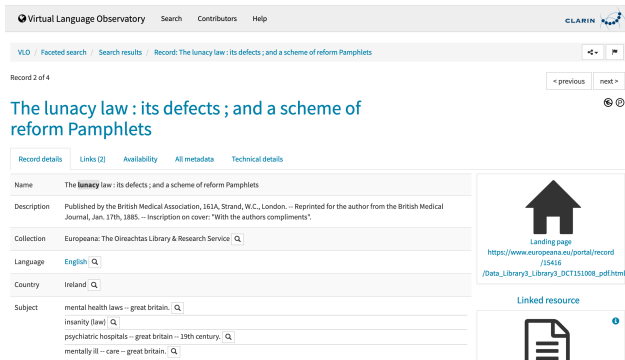 Virtual Language Observatory Search Contributors Help CLARIN
VLO / Faceted search / Search results / Record: The lunacy law : its defects ; and a scheme of reform Pamphlets
Record 2 of 4
< previous next >
The lunacy law : its defects ; and a scheme of
reform Pamphlets
Record details Links (2) Availability All metadata Technical details
Name The lunacy law : its defects ; and a scheme of reform Pamphlets
Description Published by the British Medical Association, 161A, Strand, W.C., London. -- Reprinted for the author from the British Medical
Journal, Jan. 17th, 1885. -- Inscription on cover: "With the authors compliments".
Collection Europeana: The Oireachtas Library & Research Service
Language English
Country Ireland
Subject mental health laws -- great britain.
insanity (law)
psychiatric hospitals -- great britain -- 19th century.
mentally ill -- care -- great britain.
Landing page
https://www.europeana.eu/portal/record
/15416
/Data_Library3_Library3_DCT151008_pdf.html
Linked resource